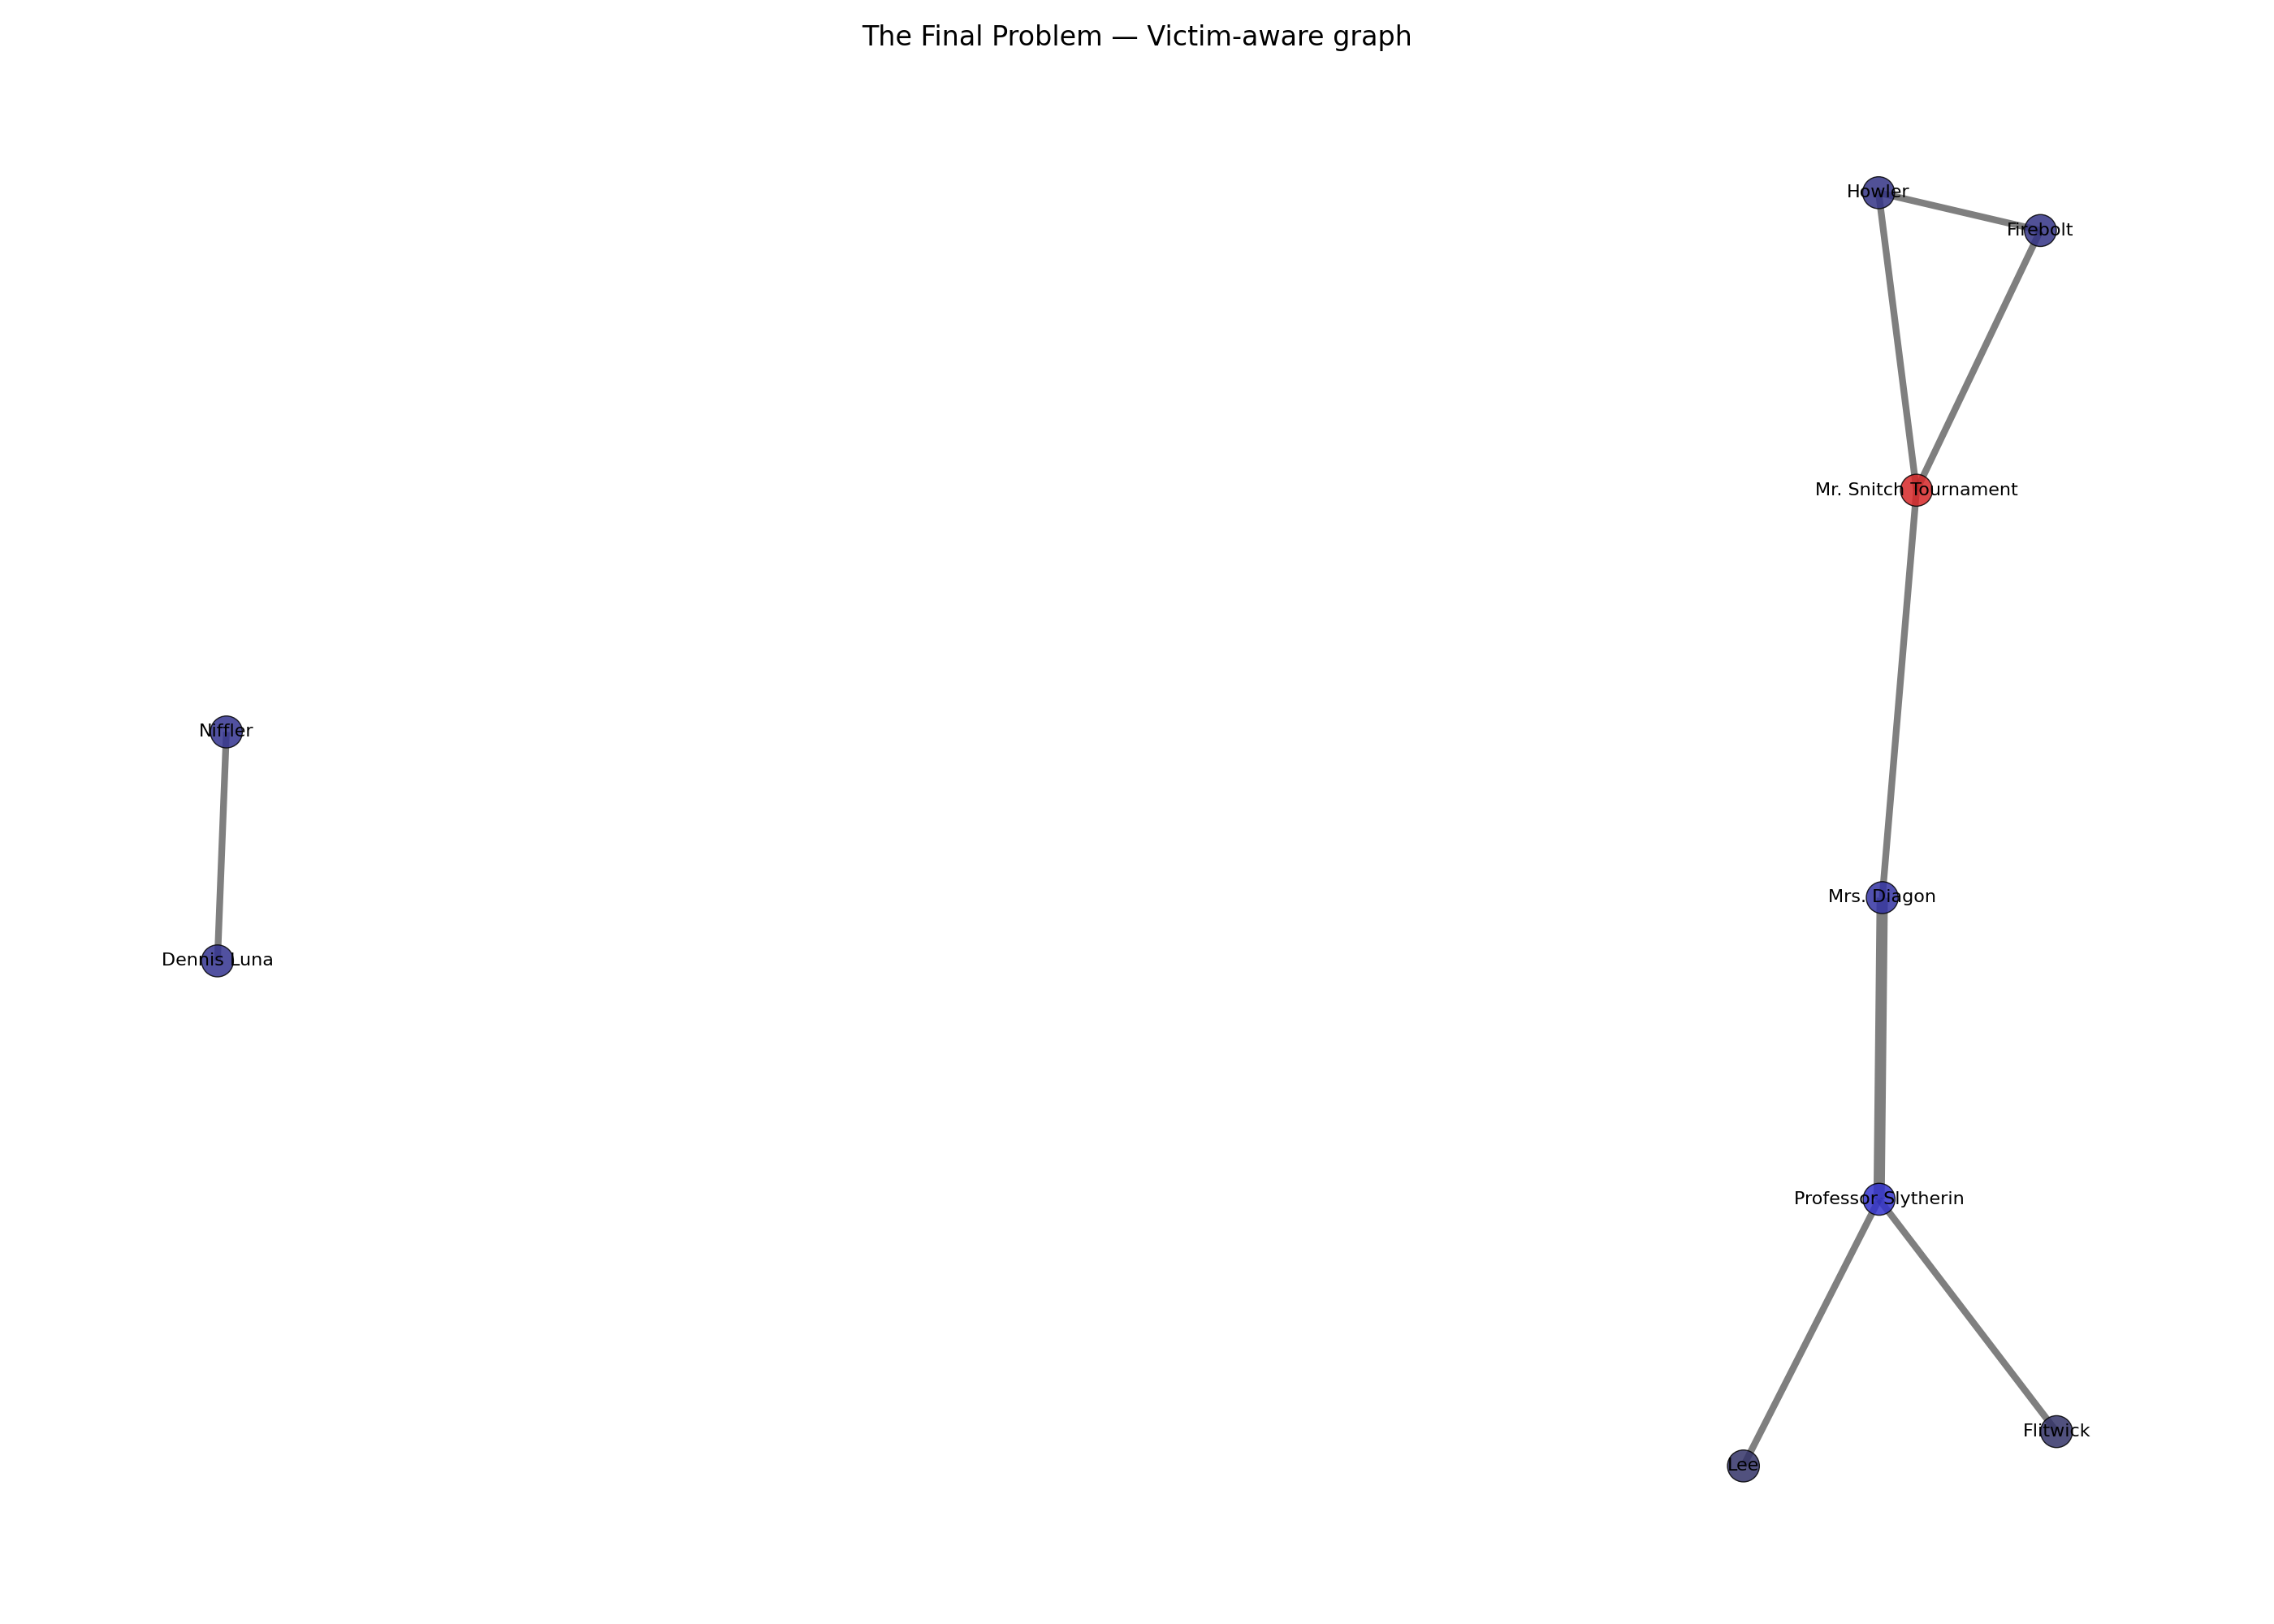 The Final Problem — Victim-aware graph
Howler
Firebolt
Mr. Snitch Tournament
Niffler
Mrs. Diagon
Dennis Luna
Professor Slytherin
Flitwick
Lee